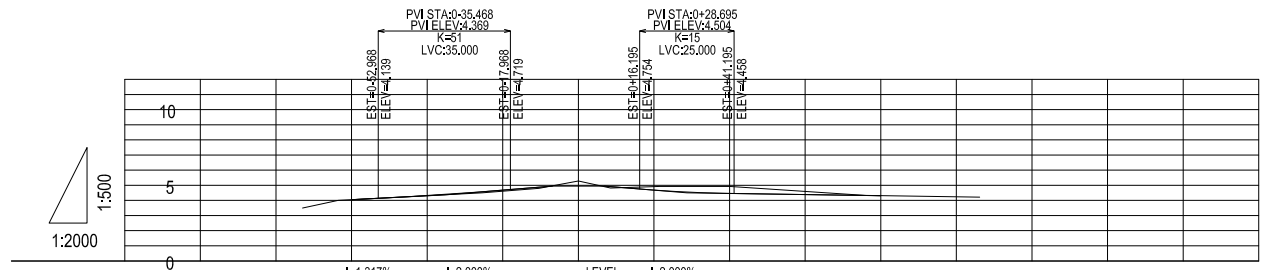 PVI STA:0-35.468
PVI ELEV:4.369
K=51
LVC:35.000
PVI STA:0+28.695
PVI ELEV:4.504
K=15
LVC:25.000
EST=0-52.968
ELEV=4.139
EST=0-17.968
ELEV=4.719
EST=0+16.195
ELEV=4.754
EST=0+41.195
ELEV=4.458
10
5
0
1:500
1:2000